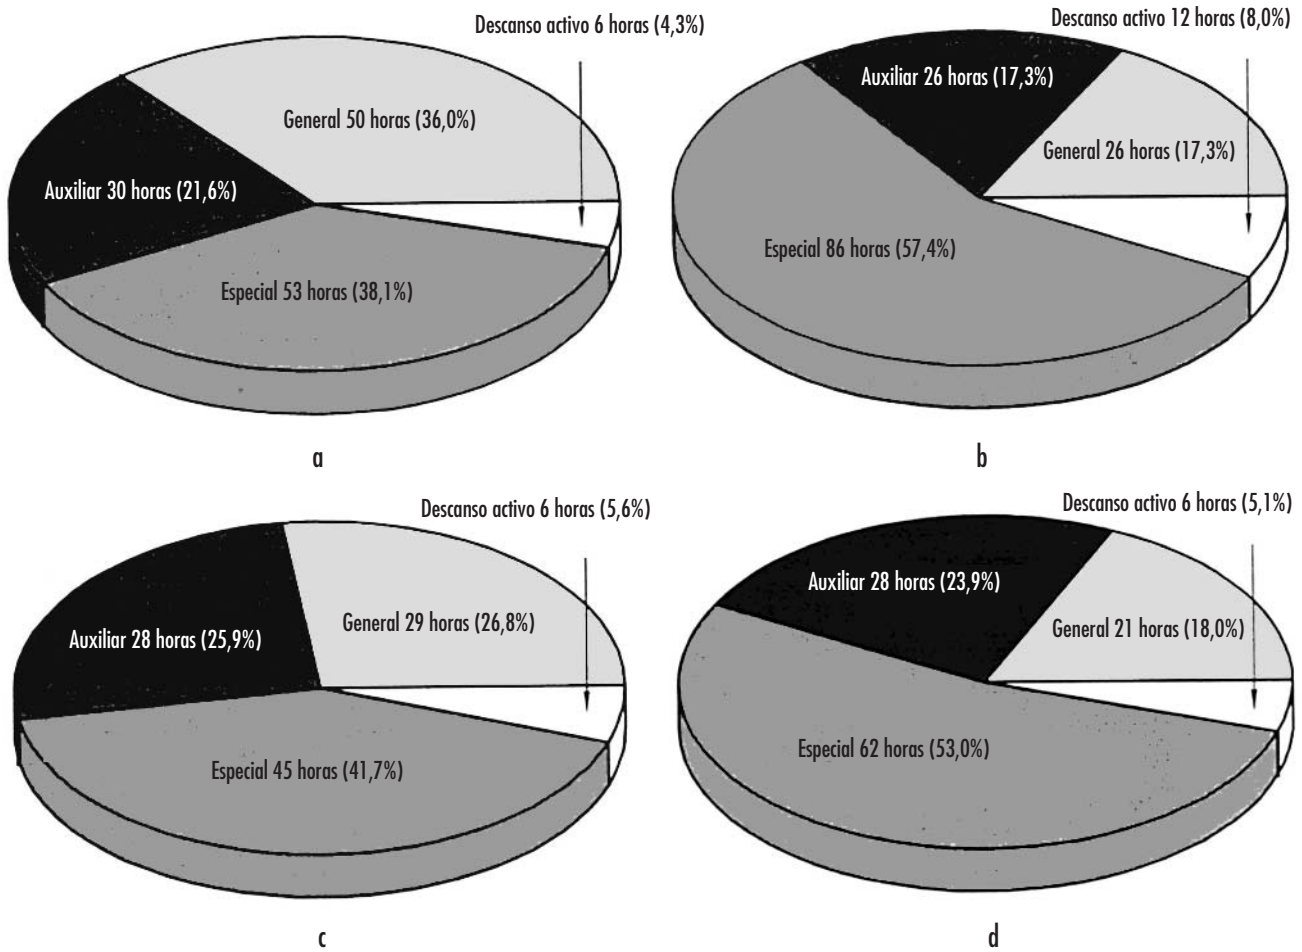 Descanso activo 6 horas (4,3%)
General 50 horas (36,0%)
Auxiliar 30 horas (21,6%)
Especial 53 horas (38,1%)
a
Descanso activo 12 horas (8,0%)
Auxiliar 26 horas (17,3%)
General 26 horas (17,3%)
Especial 86 horas (57,4%)
b
Descanso activo 6 horas (5,6%)
General 29 horas (26,8%)
Auxiliar 28 horas (25,9%)
Especial 45 horas (41,7%)
c
Descanso activo 6 horas (5,1%)
Auxiliar 28 horas (23,9%)
General 21 horas (18,0%)
Especial 62 horas (53,0%)
d